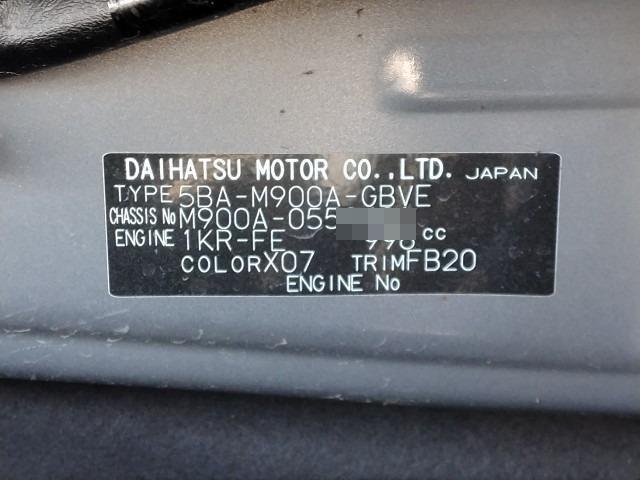 DAIHATSU MOTOR CO.,LTD. JAPAN
TYPE 5BA-M900A-GBVE
CHASSIS No M900A-055
ENGINE 1KR-FE 996 cc
COLOR X07 TRIM FB20
ENGINE No